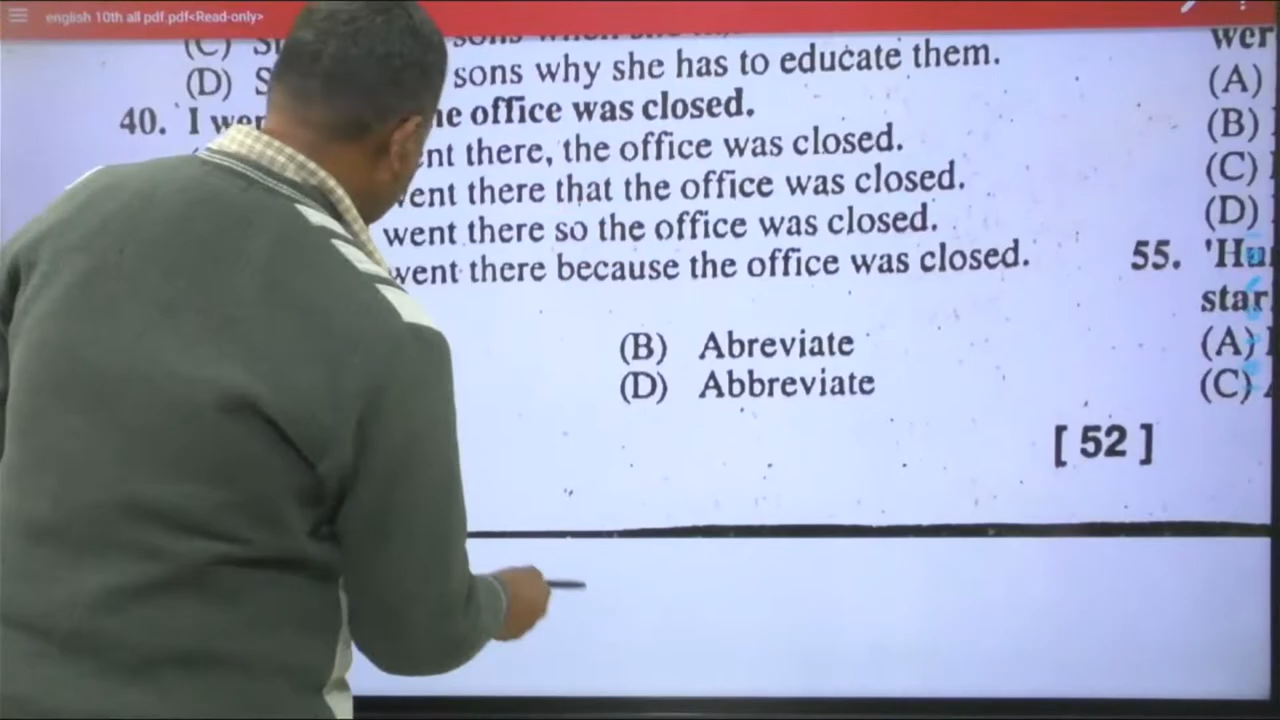 english 10th all pdf.pdf<Read-only>
(C)
(D) S sons why she has to educate them.
40. I office was closed.
there, the office was closed.
went there that the office was closed.
went there so the office was closed.
went there because the office was closed.
(B) Abreviate
(D) Abbreviate
[ 52 ]
(A)
(B)
(C)
(D)
55.
(A)
(C)